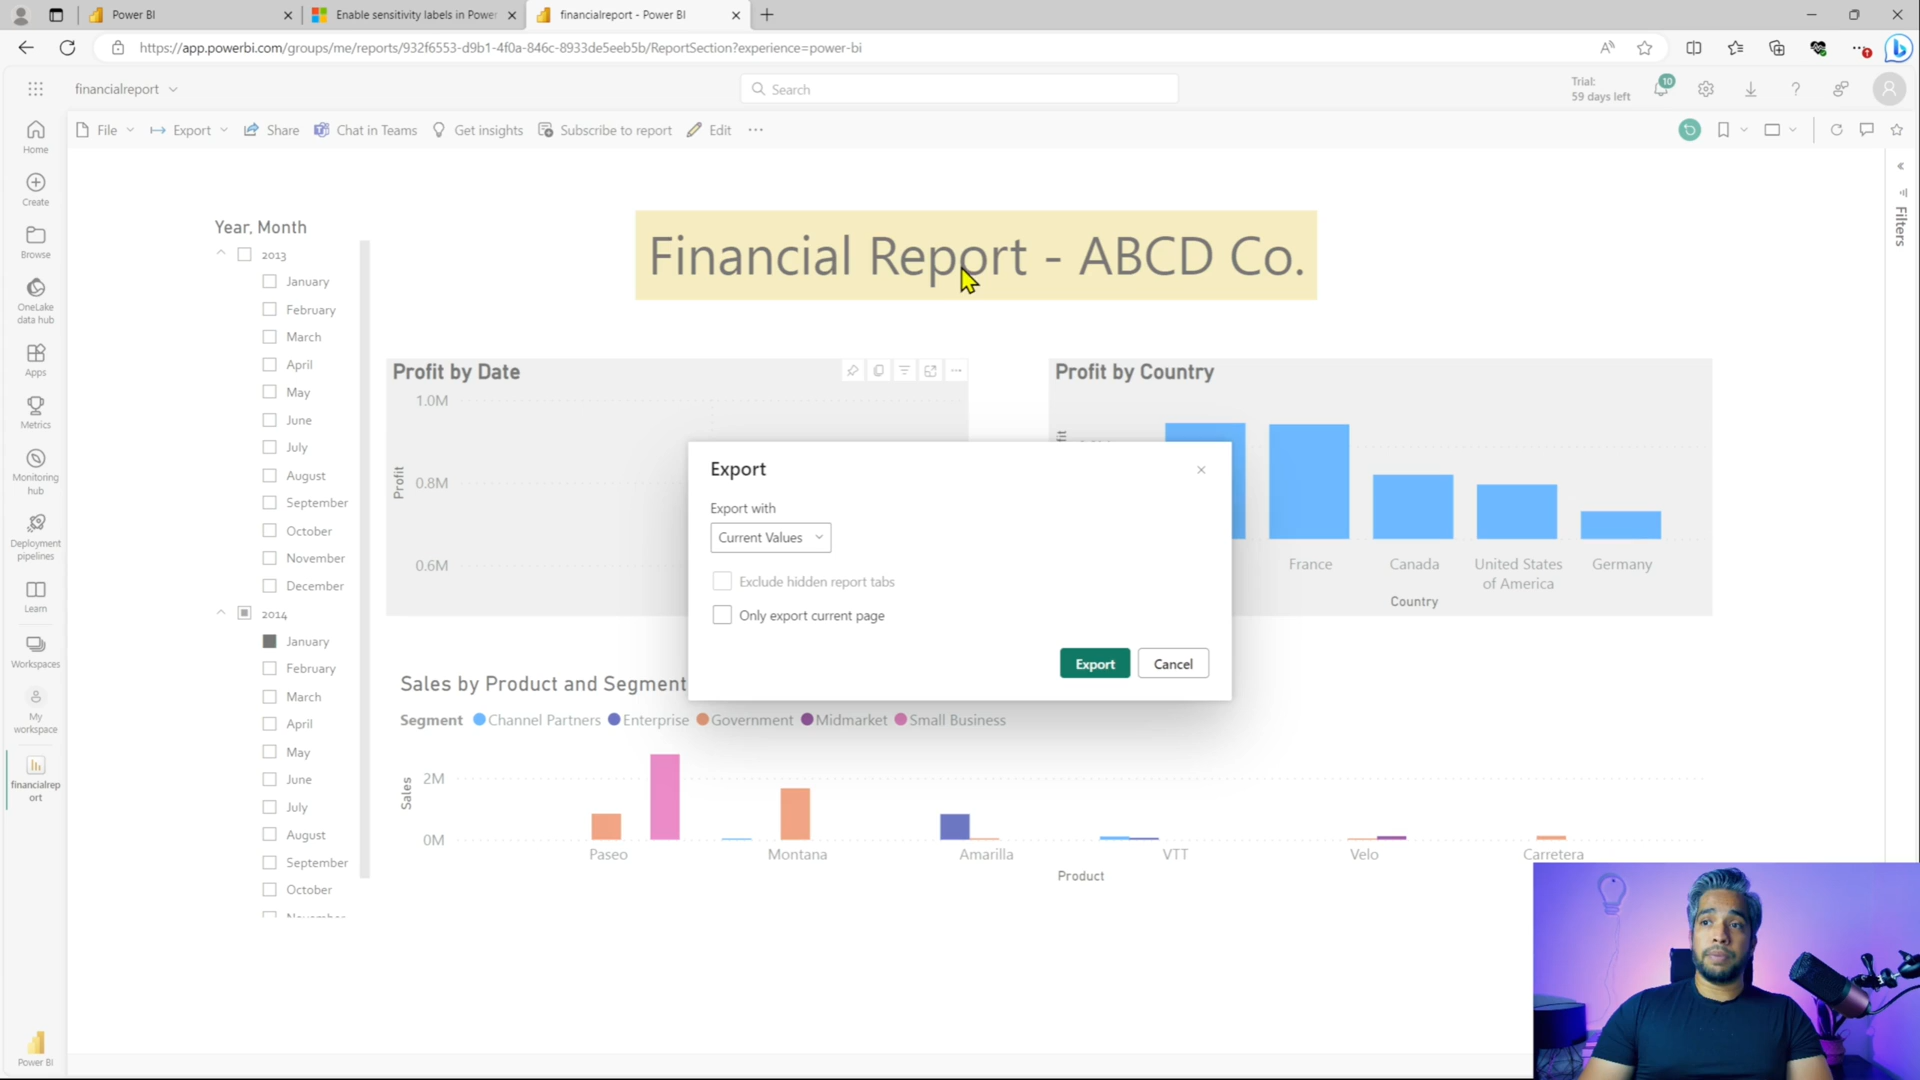 Power BI
Enable sensitivity labels in Power
financialreport - Power BI
https://app.powerbi.com/groups/me/reports/932f6553-d9b1-4f0a-846c-8933de5eeb5b/ReportSection?experience=power-bi
financialreport
Search
Trial:
59 days left
10
File
Export
Share
Chat in Teams
Get insights
Subscribe to report
Edit
Home
Create
Browse
OneLake
data hub
Apps
Metrics
Monitoring
hub
Deployment
pipelines
Learn
Workspaces
My
workspace
financialrep
ort
Power BI
Filters
Year, Month
2013
January
February
March
April
May
June
July
August
September
October
November
December
2014
January
February
March
April
May
June
July
August
September
October
November
Financial Report - ABCD Co.
Profit by Date
1.0M
0.8M
0.6M
Profit
Profit by Country
France
Canada
United States
of America
Germany
Country
Export
Export with
Current Values
Exclude hidden report tabs
Only export current page
Export
Cancel
Sales by Product and Segment
Segment
Channel Partners
Enterprise
Government
Midmarket
Small Business
Sales
2M
0M
Paseo
Montana
Amarilla
VTT
Velo
Carretera
Product